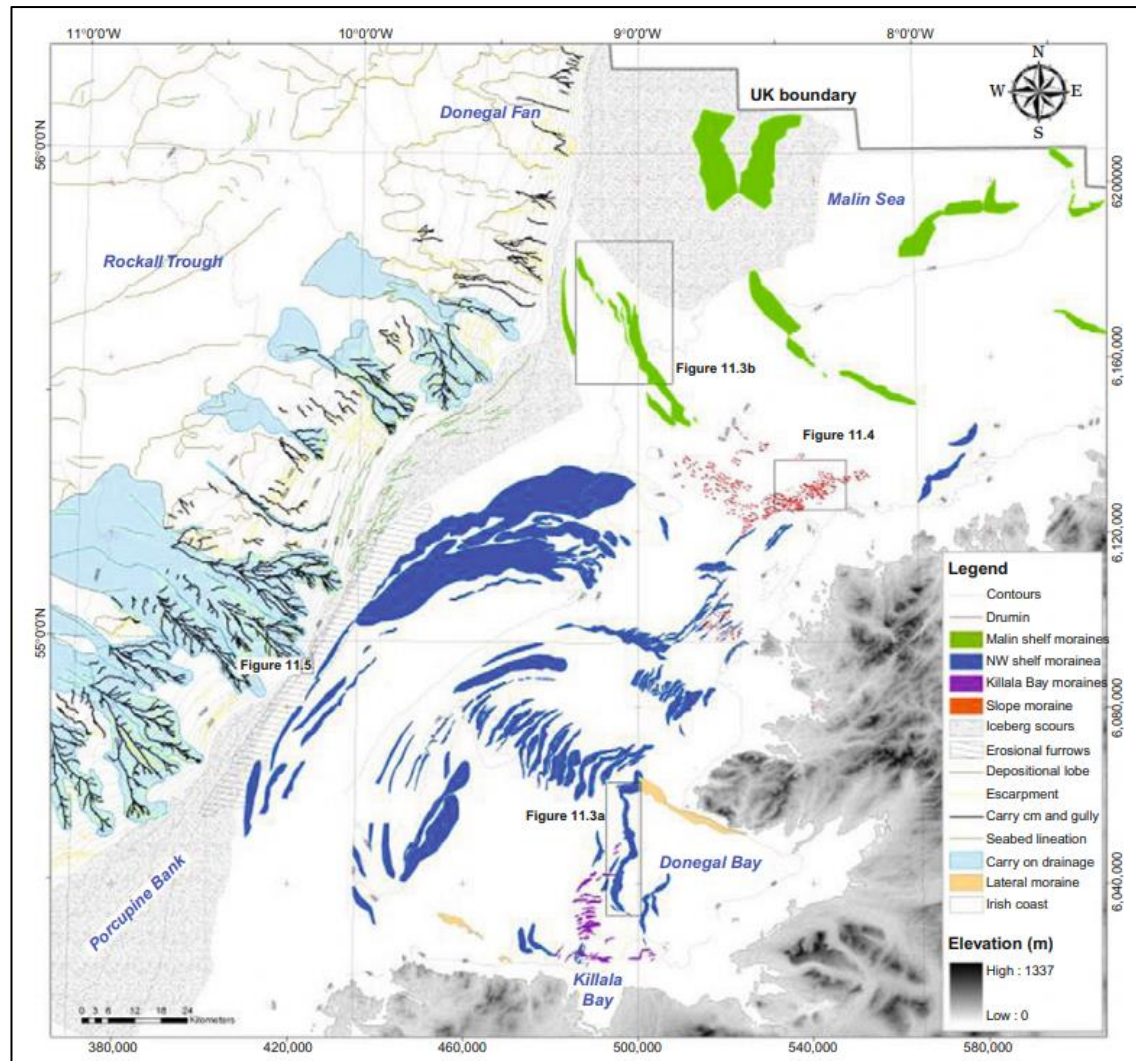 11°0'0"W
10°0'0"W
9°0'0"W
8°0'0"W
N
W
E
S
UK boundary
Donegal Fan
56°0'0"N
6200000
Malin Sea
Rockall Trough
6,160,000
Figure 11.3b
Figure 11.4
6,120,000
55°0'0"N
Figure 11.5
6,080,000
Figure 11.3a
Donegal Bay
6,040,000
Porcupine Bank
Killala
Bay
Legend
Contours
Drumin
Malin shelf moraines
NW shelf morainea
Killala Bay moraines
Slope moraine
Iceberg scours
Erosional furrows
Depositional lobe
Escarpment
Carry cm and gully
Seabed lineation
Carry on drainage
Lateral moraine
Irish coast
Elevation (m)
High : 1337
Low : 0
0 3 6 12 18 24
Kilometers
380,000
420,000
460,000
500,000
540,000
580,000